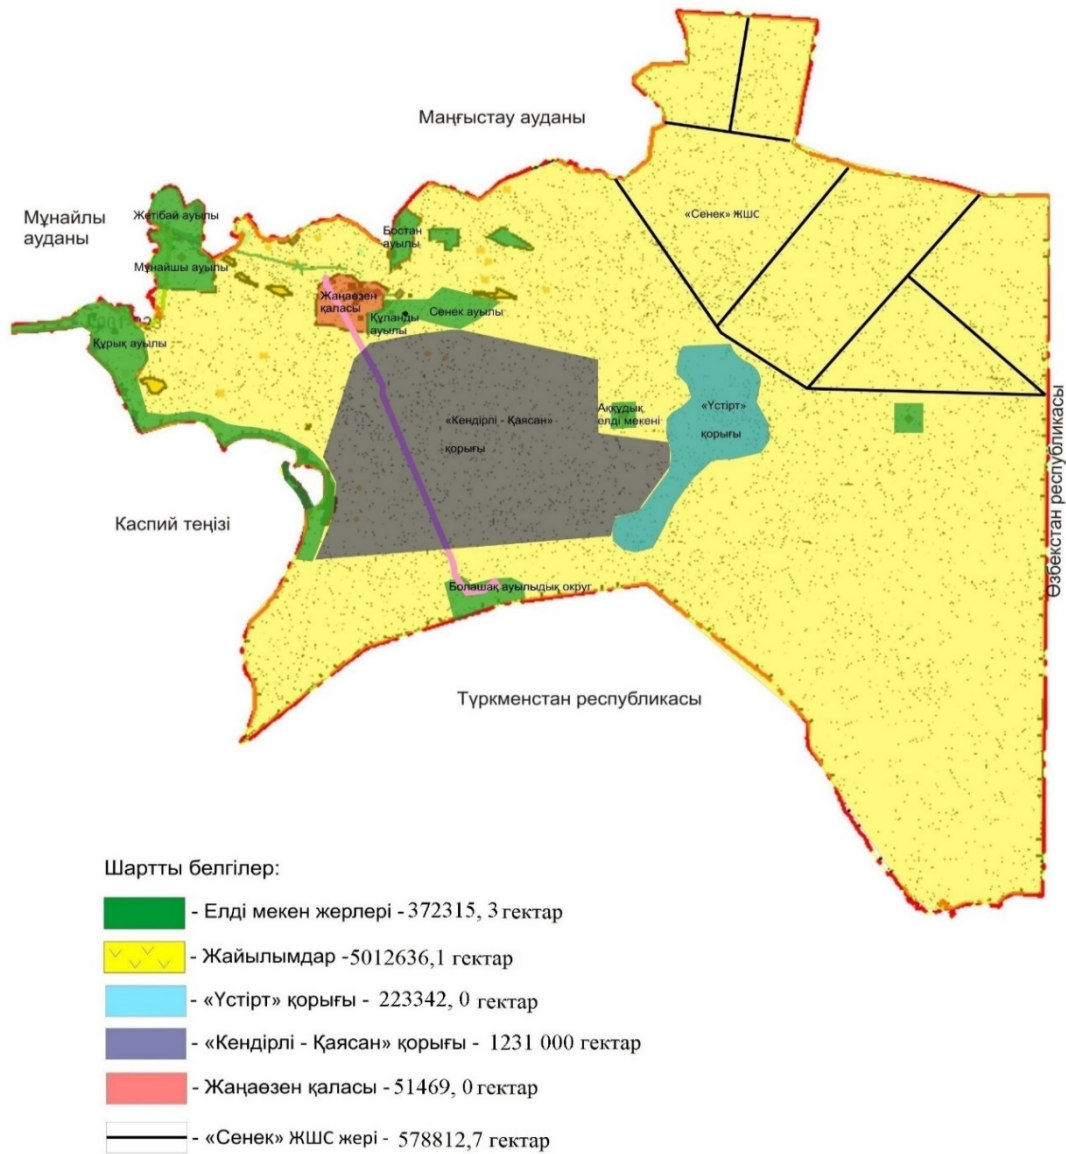 Маңғыстау ауданы
Мұнайлы
ауданы
Жетібай ауылы
«Сенек» ЖШС
Бостан
ауылы
Мұнайшы ауылы
Жаңаөзен
қаласы
Сенек ауылы
Құланды
ауылы
Құрық ауылы
Аққұдық
елді мекені
«Үстірт»
қорығы
«Кендірлі - Қаясан»
қорығы
Өзбекстан республикасы
Каспий теңізі
Болашақ ауылыдық округ
Түркменстан республикасы
Шартты белгілер:
- Елді мекен жерлері - 372315, 3 гектар
- Жайылымдар -5012636,1 гектар
- «Үстірт» қорығы - 223342, 0 гектар
- «Кендірлі - Қаясан» қорығы - 1231 000 гектар
- Жаңаөзен қаласы - 51469, 0 гектар
- «Сенек» ЖШС жері - 578812,7 гектар